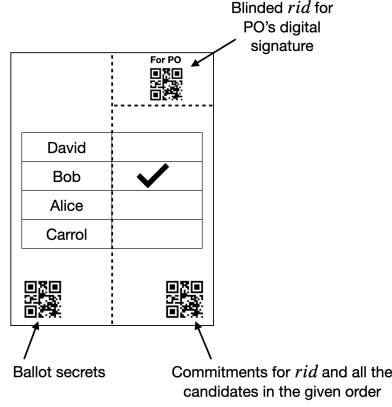 Blinded rid for
PO's digital
signature
For PO
David
Bob
Alice
Carrol
Ballot secrets
Commitments for rid and all the
candidates in the given order